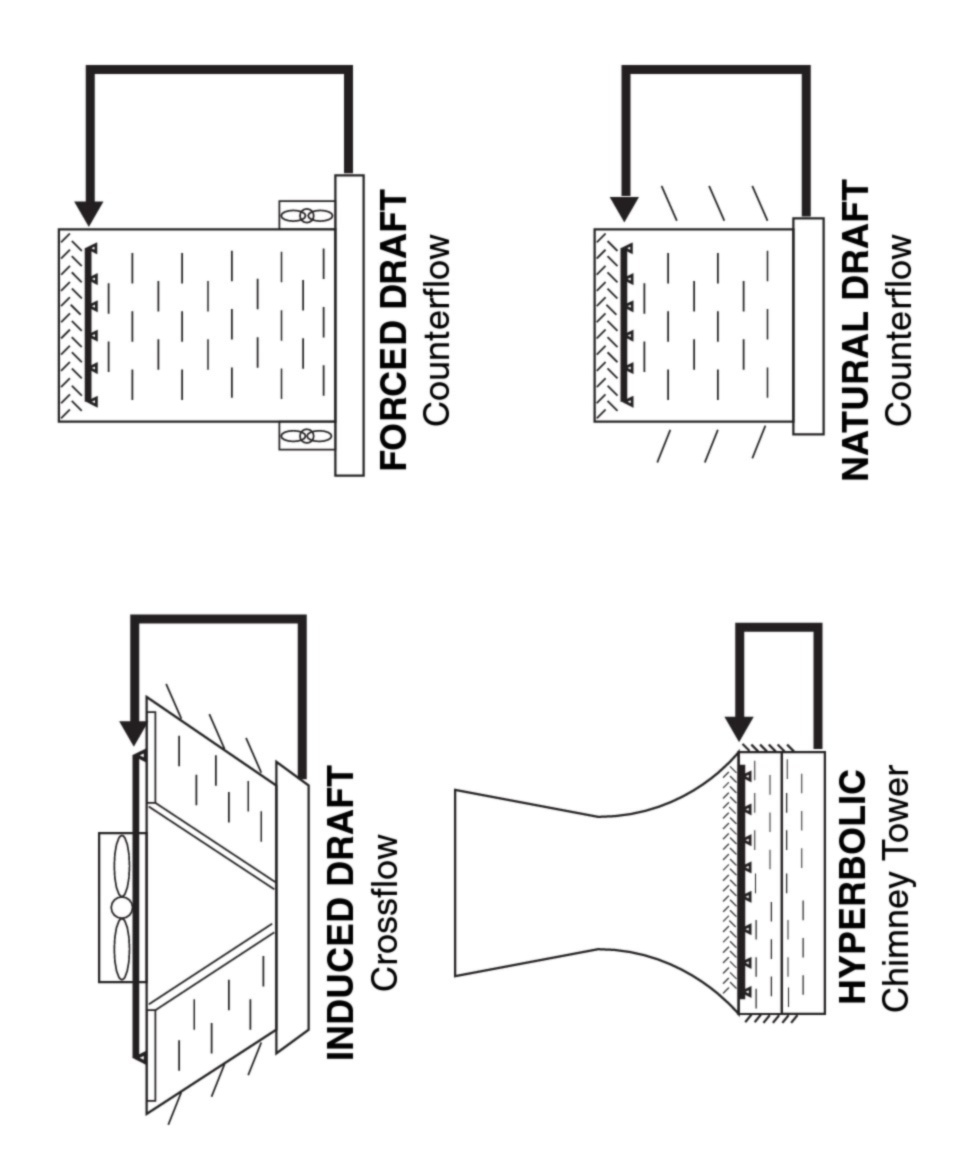 INDUCED DRAFT
Crossflow
FORCED DRAFT
Counterflow
HYPERBOLIC
Chimney Tower
NATURAL DRAFT
Counterflow